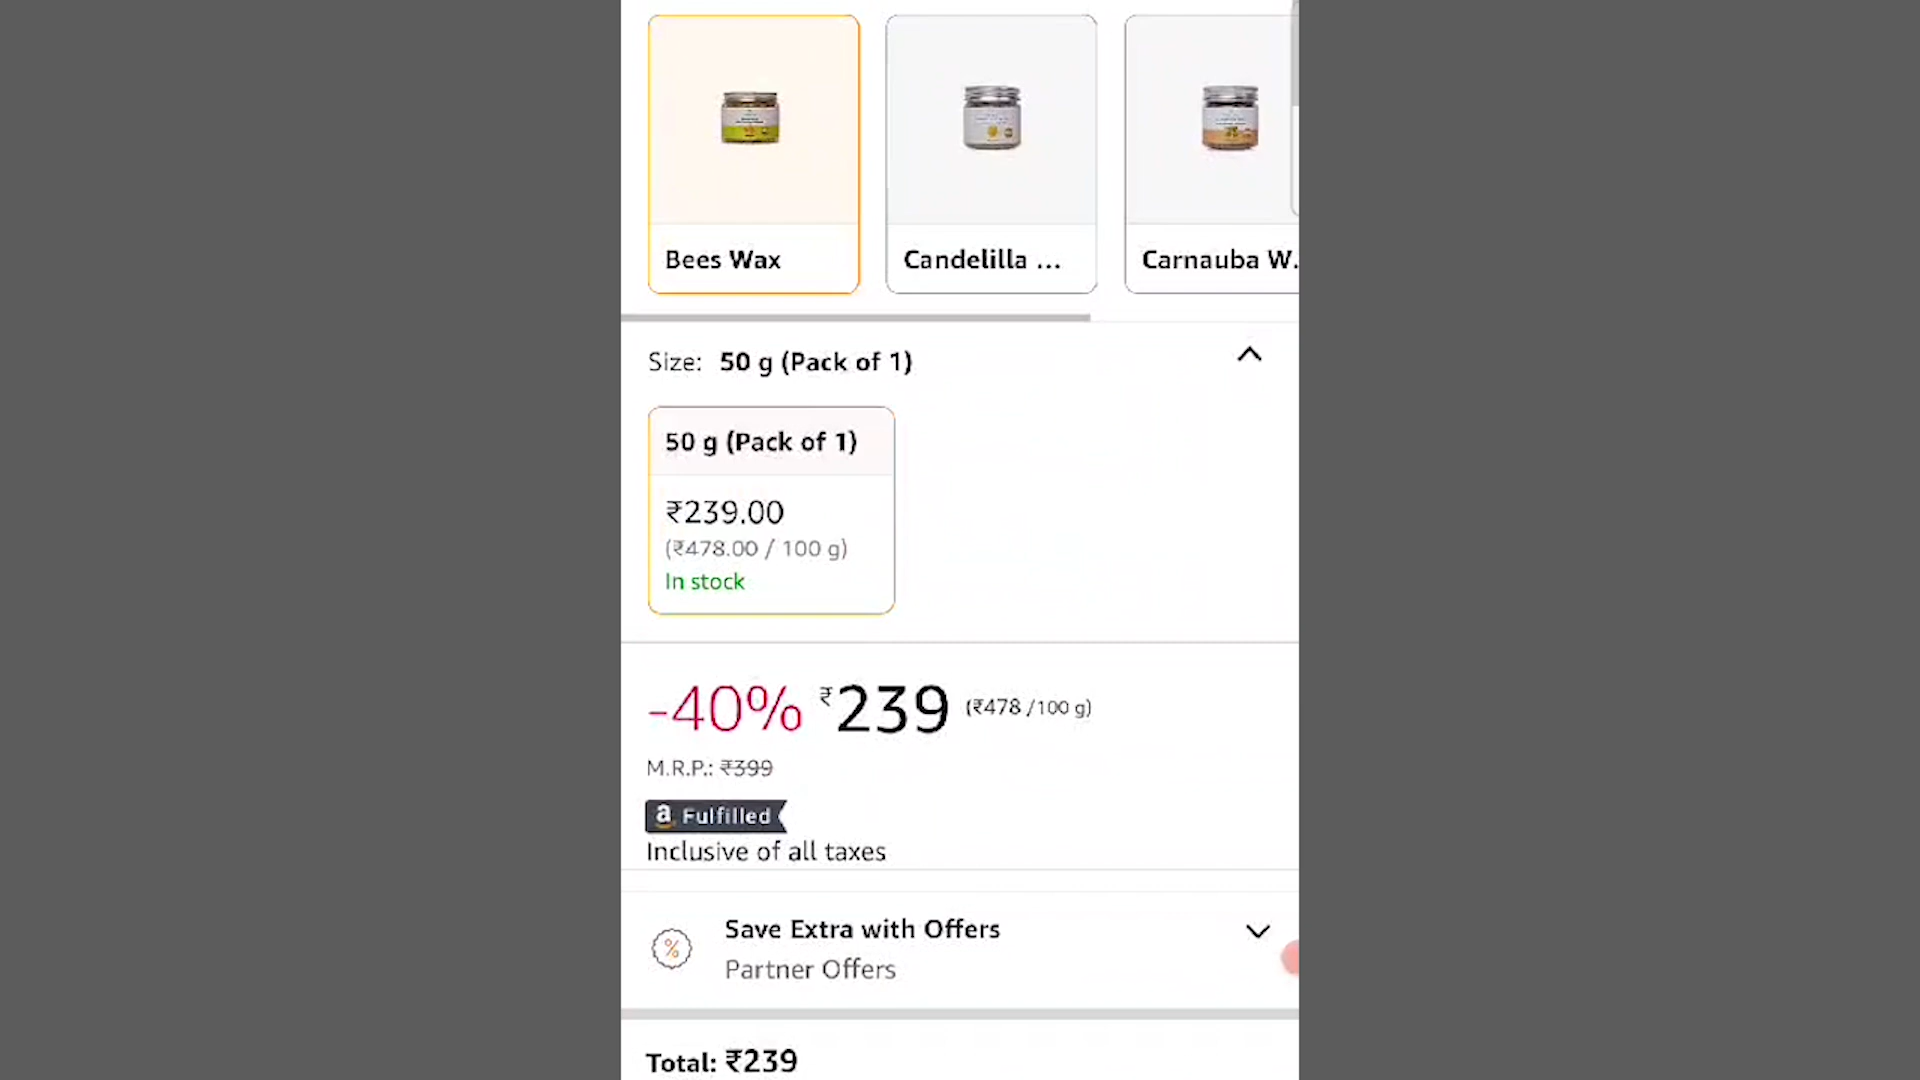 Bees Wax
Candelilla ...
Carnauba W.
Size: 50 g (Pack of 1)
50 g (Pack of 1)
₹239.00
(₹478.00 / 100 g)
In stock
-40% ₹239 (₹478 /100 g)
M.R.P.: ₹399
a Fulfilled
Inclusive of all taxes
% Save Extra with Offers
Partner Offers
Total: ₹239